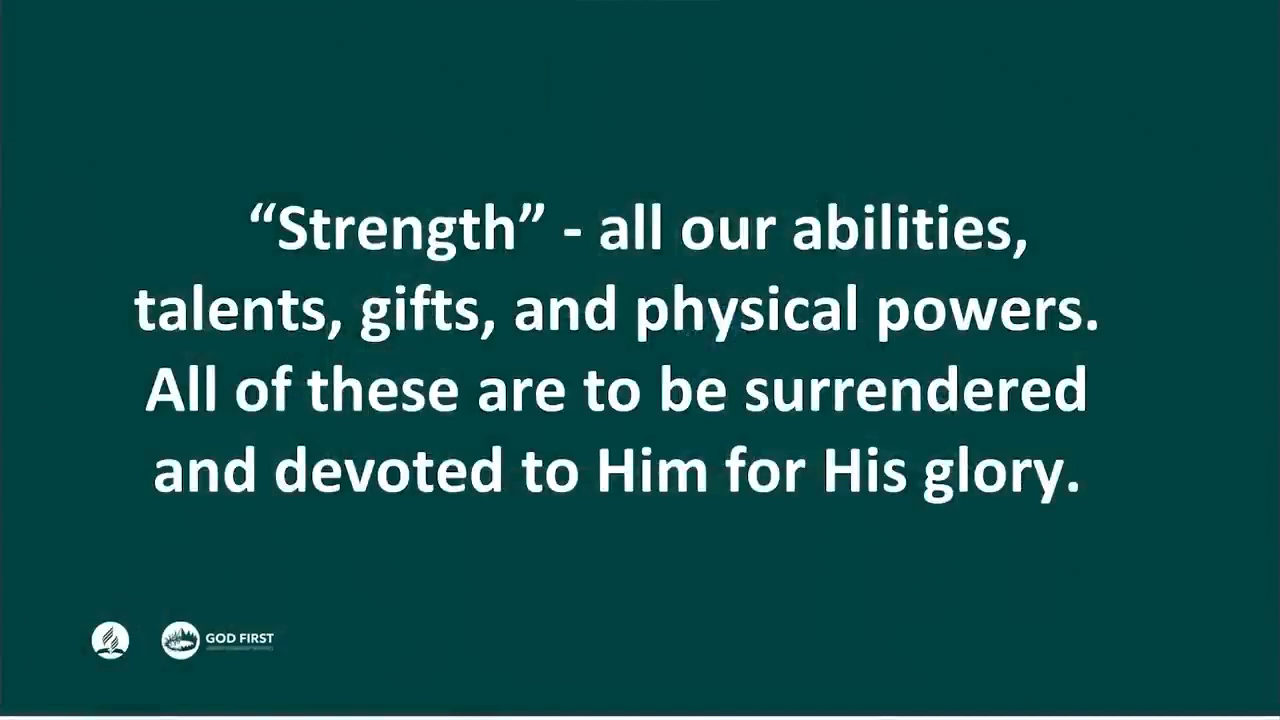 “Strength” - all our abilities,
talents, gifts, and physical powers.
All of these are to be surrendered
and devoted to Him for His glory.
GOD FIRST